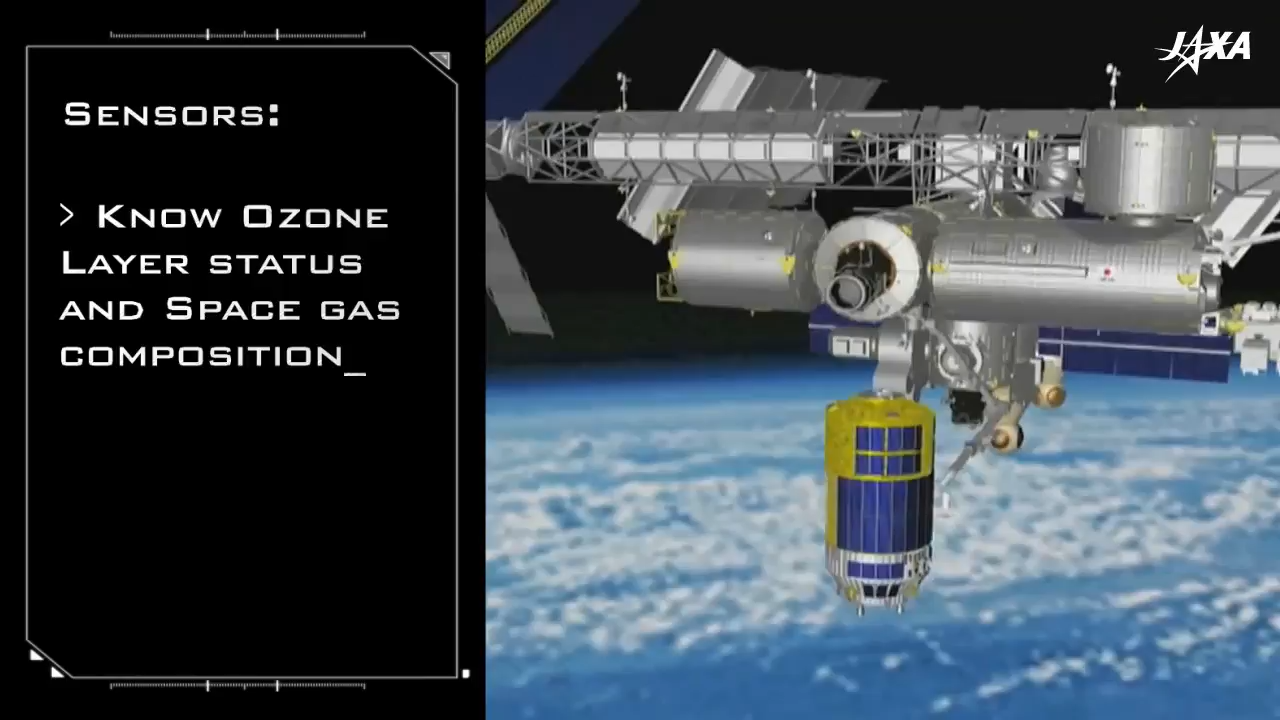 JAXA
SENSORS:
> KNOW OZONE
LAYER STATUS
AND SPACE GAS
COMPOSITION_